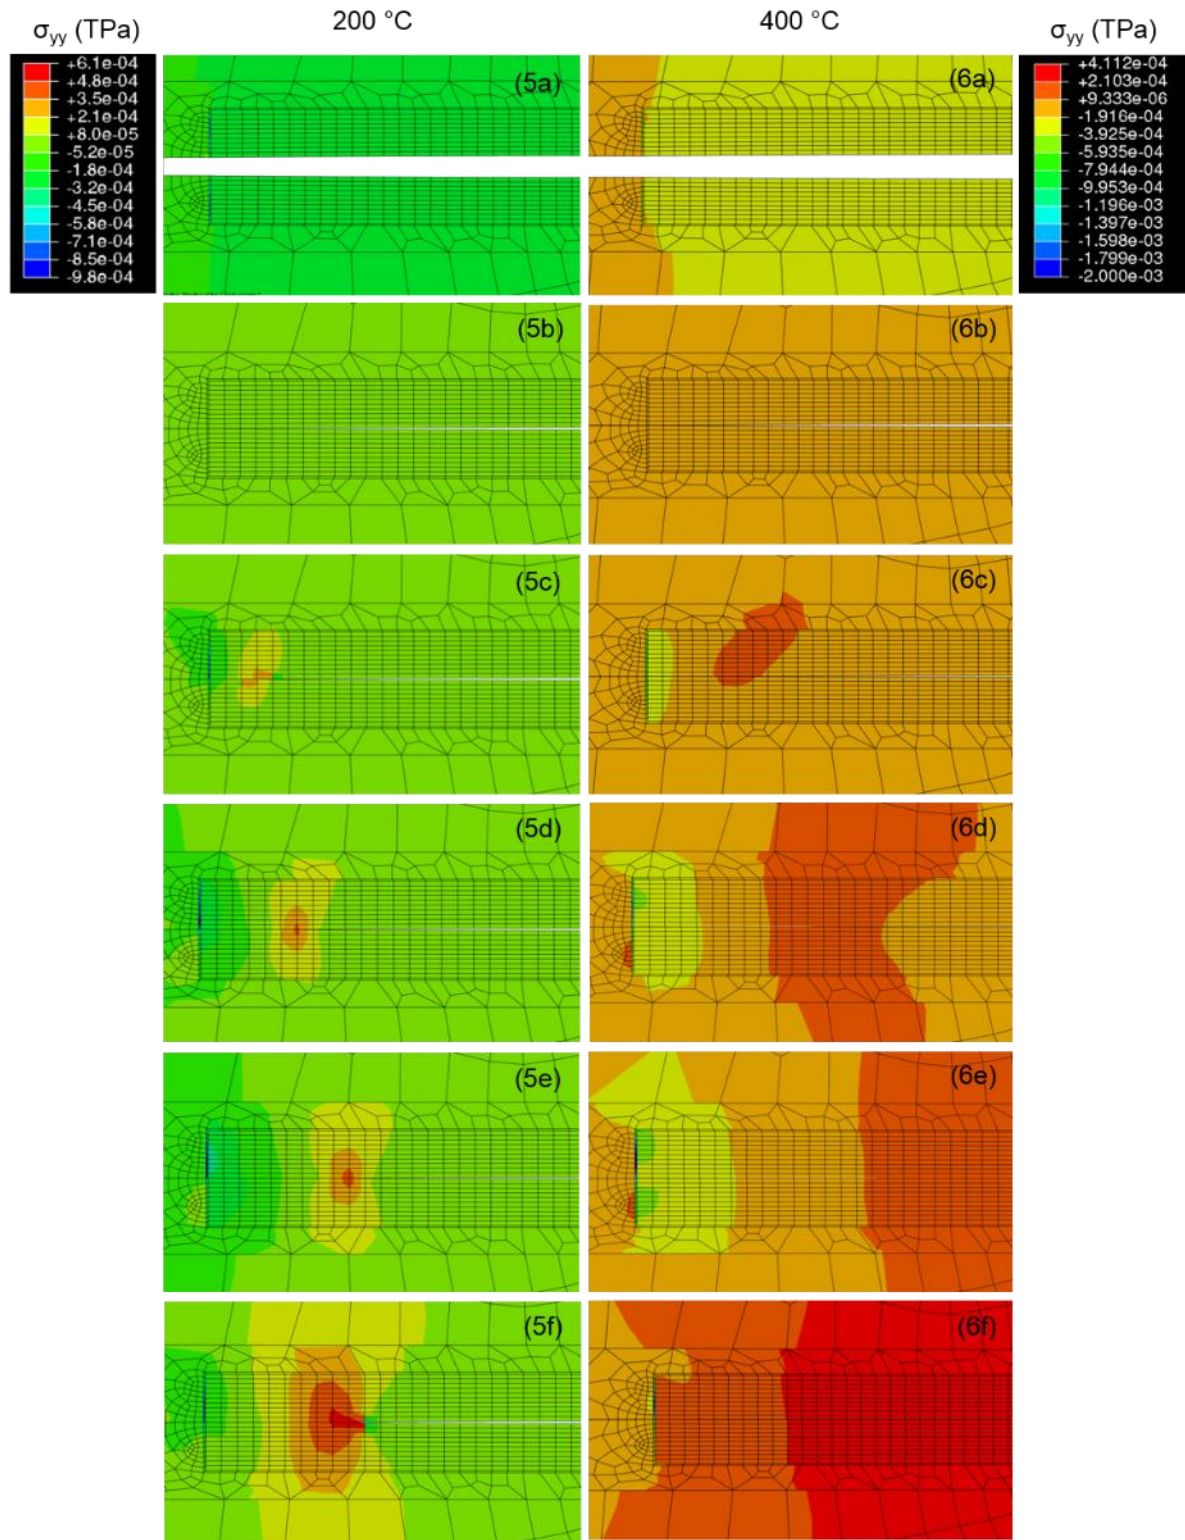 200 °C
400 °C
σyy (TPa)
σyy (TPa)
+6.1e-04
+4.8e-04
+3.5e-04
+2.1e-04
+8.0e-05
-5.2e-05
-1.8e-04
-3.2e-04
-4.5e-04
-5.8e-04
-7.1e-04
-8.5e-04
-9.8e-04
(5a)
(6a)
+4.112e-04
+2.103e-04
+9.333e-06
-1.916e-04
-3.925e-04
-5.935e-04
-7.944e-04
-9.953e-04
-1.196e-03
-1.397e-03
-1.598e-03
-1.799e-03
-2.000e-03
(5b)
(6b)
(5c)
(6c)
(5d)
(6d)
(5e)
(6e)
(5f)
(6f)